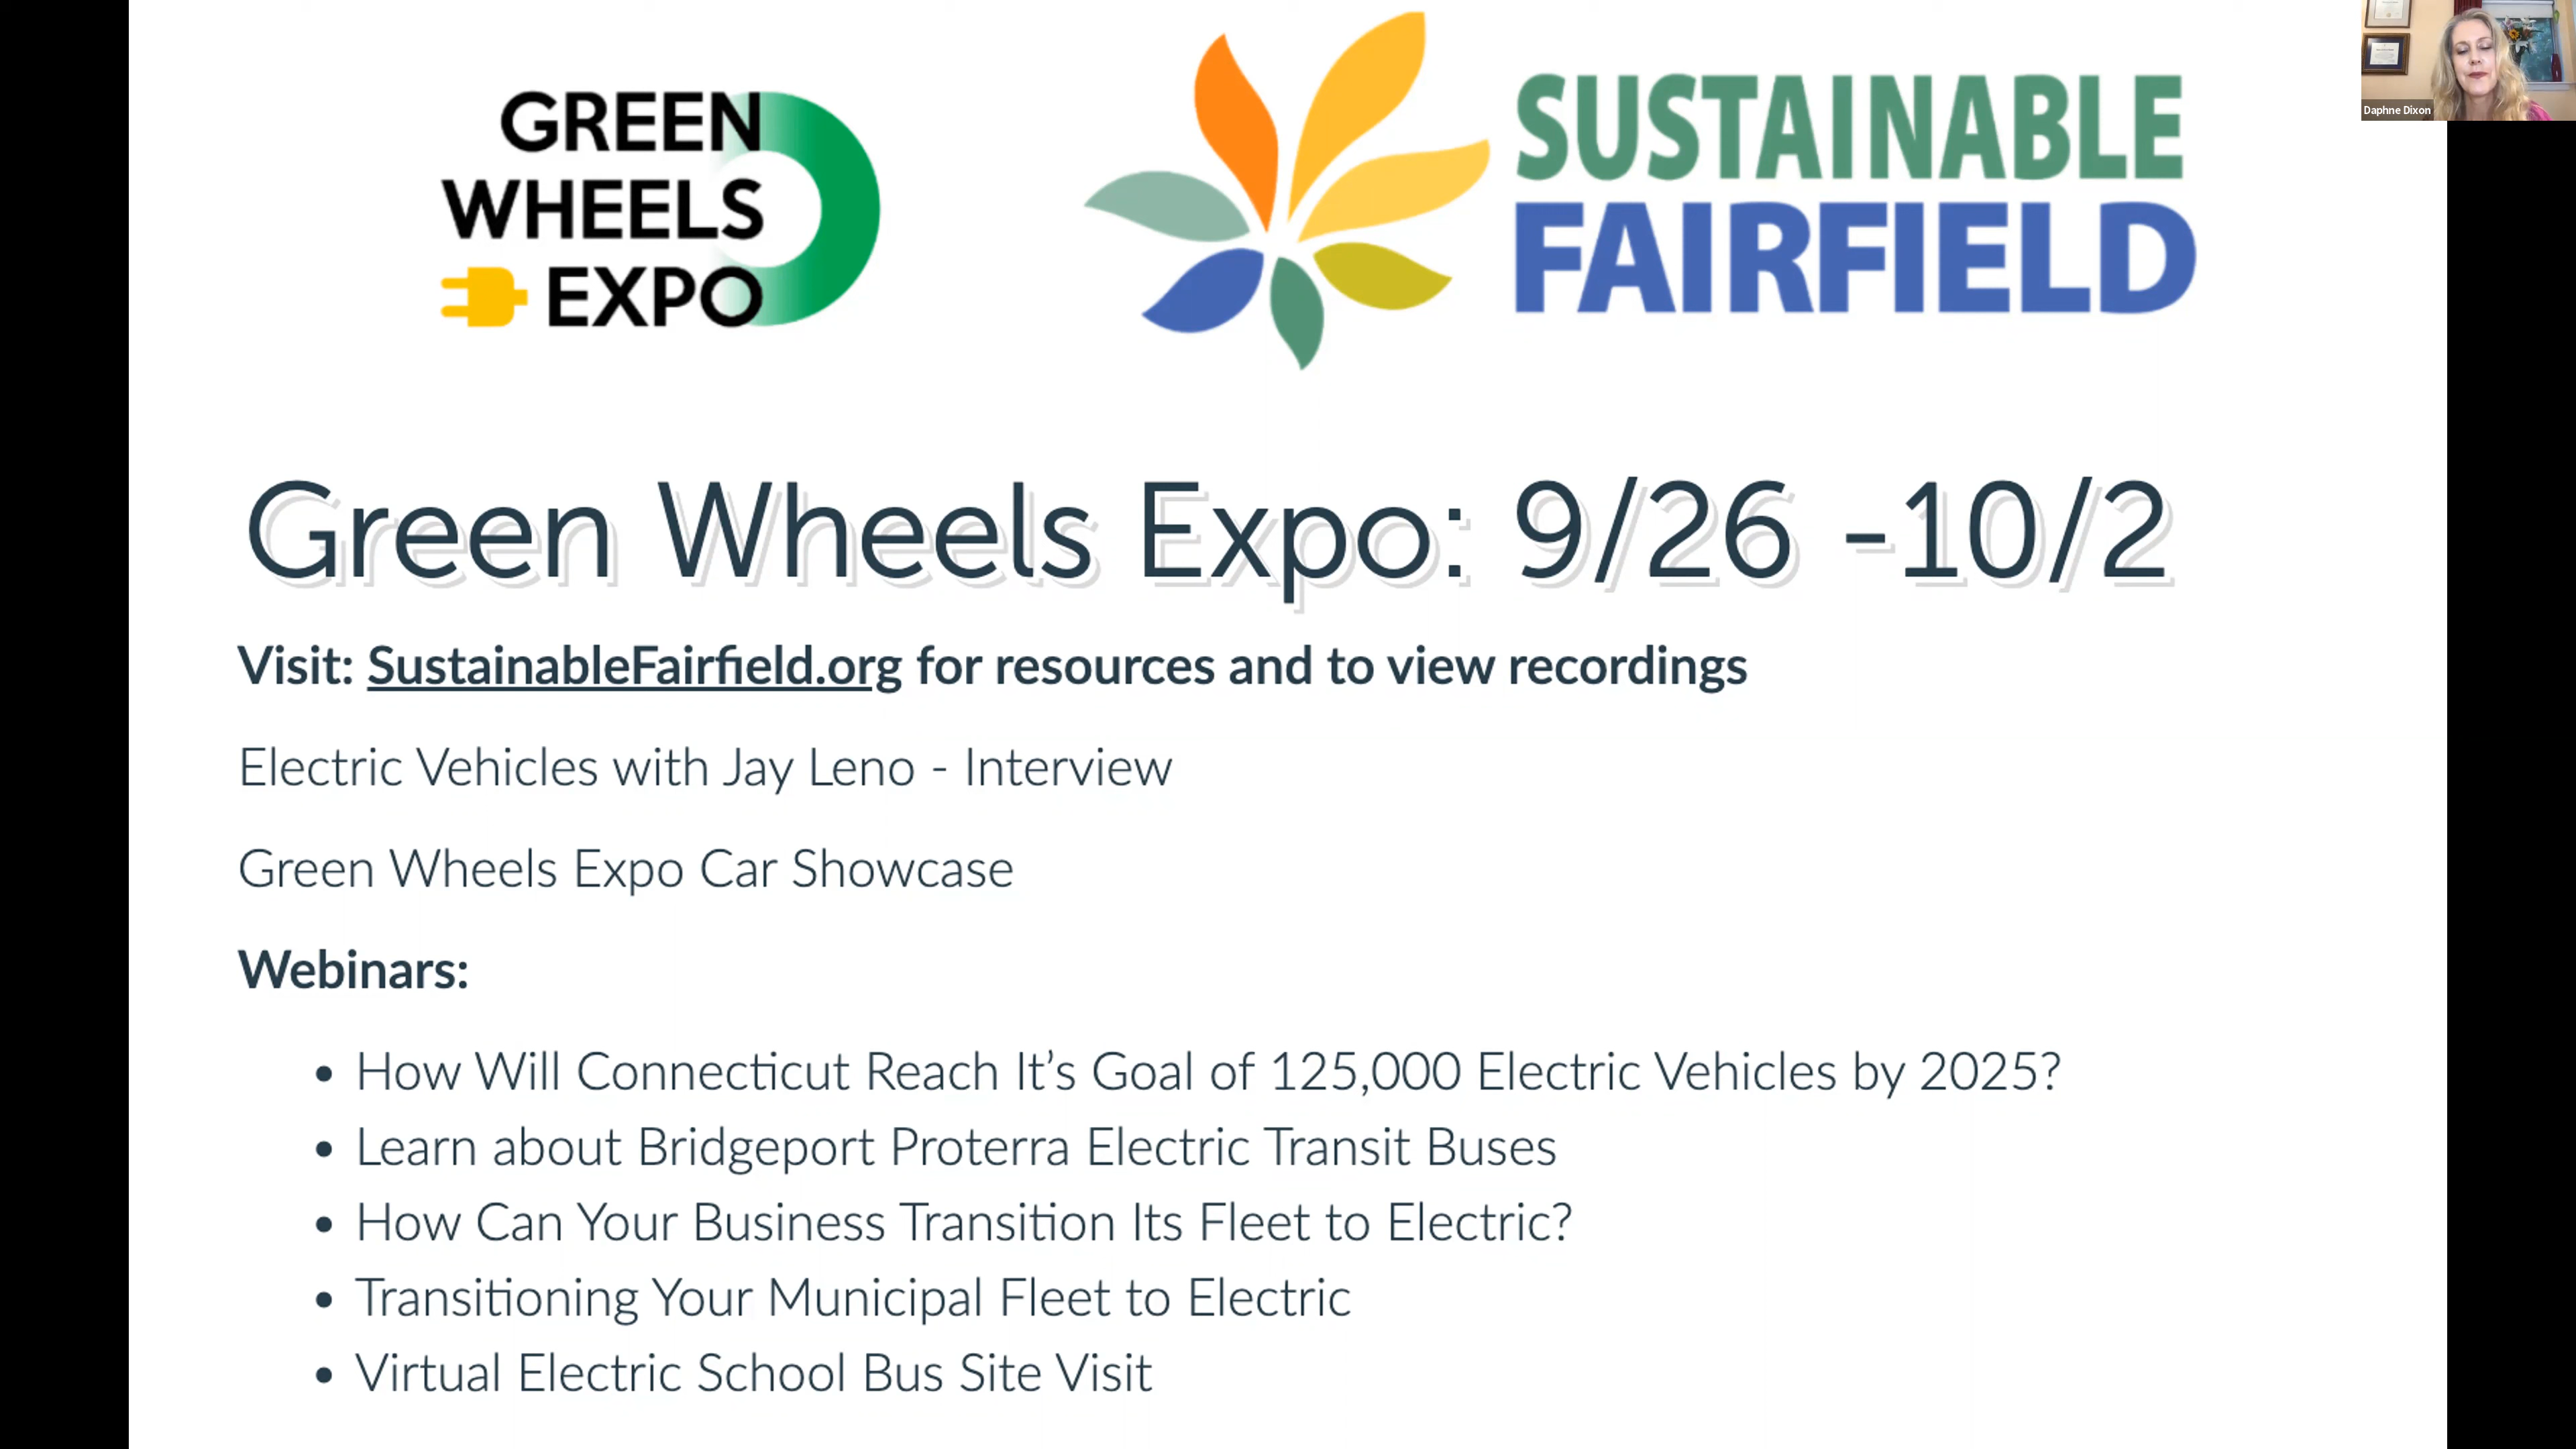 GREEN
WHEELS
EXPO
SUSTAINABLE
FAIRFIELD
Daphne Dixon
Green Wheels Expo: 9/26 -10/2
Visit: SustainableFairfield.org for resources and to view recordings
Electric Vehicles with Jay Leno - Interview
Green Wheels Expo Car Showcase
Webinars:
• How Will Connecticut Reach It’s Goal of 125,000 Electric Vehicles by 2025?
• Learn about Bridgeport Proterra Electric Transit Buses
• How Can Your Business Transition Its Fleet to Electric?
• Transitioning Your Municipal Fleet to Electric
• Virtual Electric School Bus Site Visit